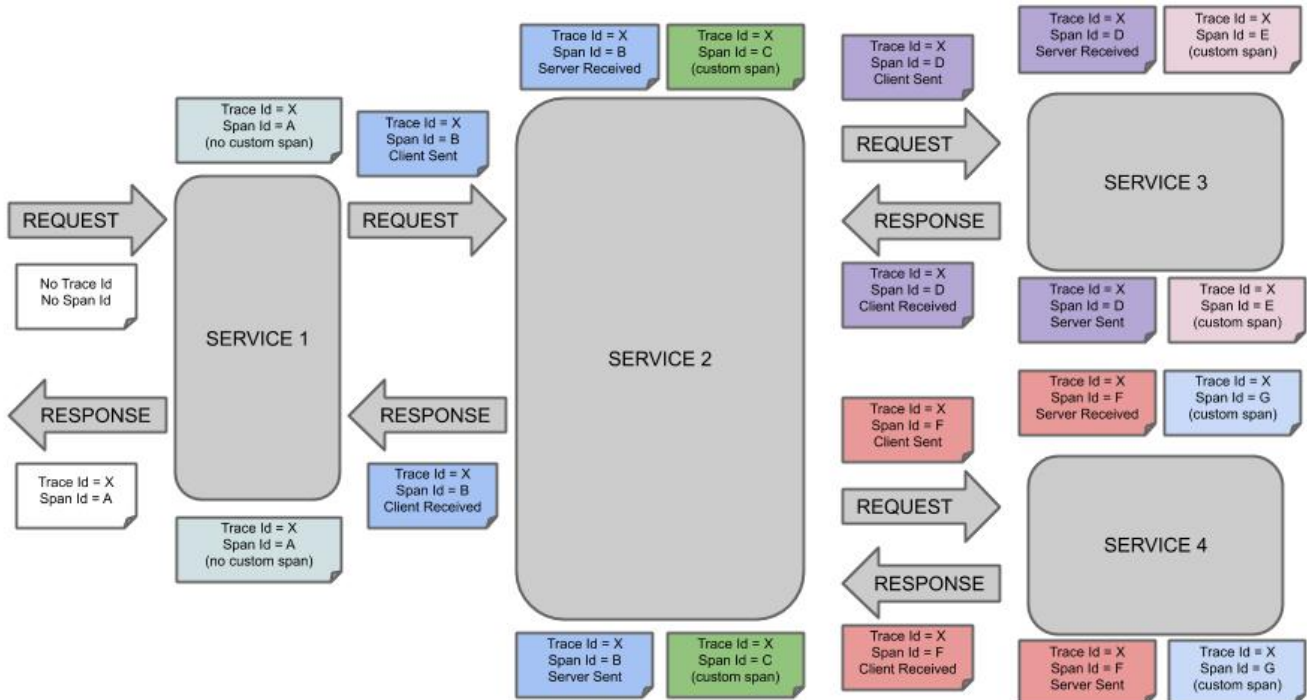 Trace Id = X
Span Id = B
Server Received
Trace Id = X
Span Id = C
(custom span)
Trace Id = X
Span Id = D
Client Sent
Trace Id = X
Span Id = D
Server Received
Trace Id = X
Span Id = E
(custom span)
Trace Id = X
Span Id = A
(no custom span)
Trace Id = X
Span Id = B
Client Sent
REQUEST
SERVICE 3
REQUEST
REQUEST
RESPONSE
No Trace Id
No Span Id
Trace Id = X
Span Id = D
Client Received
Trace Id = X
Span Id = D
Server Sent
Trace Id = X
Span Id = E
(custom span)
SERVICE 1
SERVICE 2
RESPONSE
RESPONSE
Trace Id = X
Span Id = F
Client Sent
Trace Id = X
Span Id = F
Server Received
Trace Id = X
Span Id = G
(custom span)
Trace Id = X
Span Id = A
Trace Id = X
Span Id = B
Client Received
REQUEST
SERVICE 4
Trace Id = X
Span Id = A
(no custom span)
RESPONSE
Trace Id = X
Span Id = B
Server Sent
Trace Id = X
Span Id = C
(custom span)
Trace Id = X
Span Id = F
Client Received
Trace Id = X
Span Id = F
Server Sent
Trace Id = X
Span Id = G
(custom span)